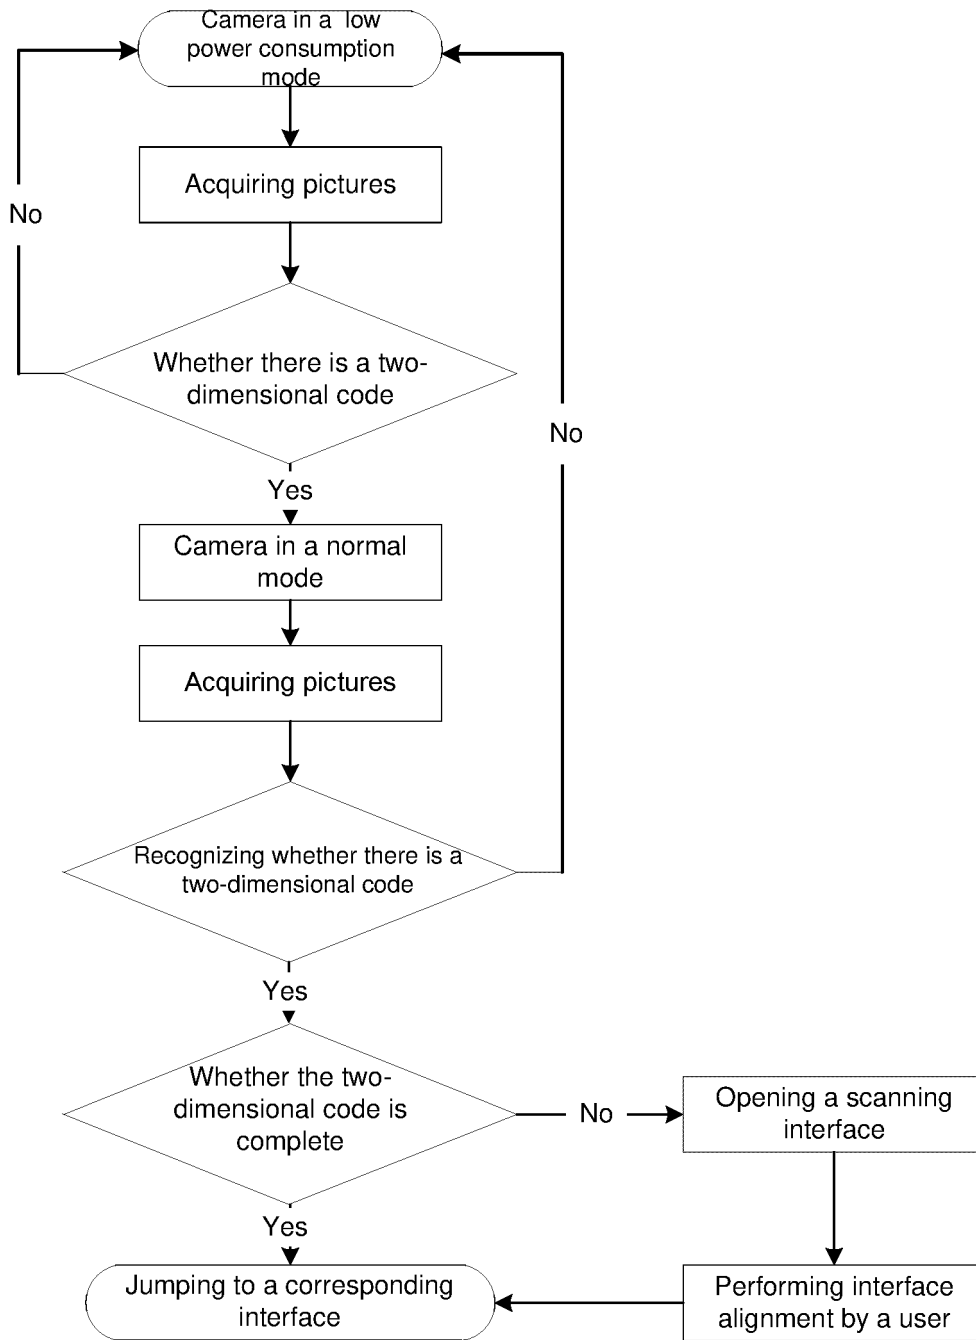 Camera in a low
power consumption
mode
Acquiring pictures
No
Whether there is a two-
dimensional code
No
Yes
Camera in a normal
mode
Acquiring pictures
Recognizing whether there is a
two-dimensional code
Yes
Whether the two-
dimensional code is
complete
No
Opening a scanning
interface
Yes
Jumping to a corresponding
interface
Performing interface
alignment by a user